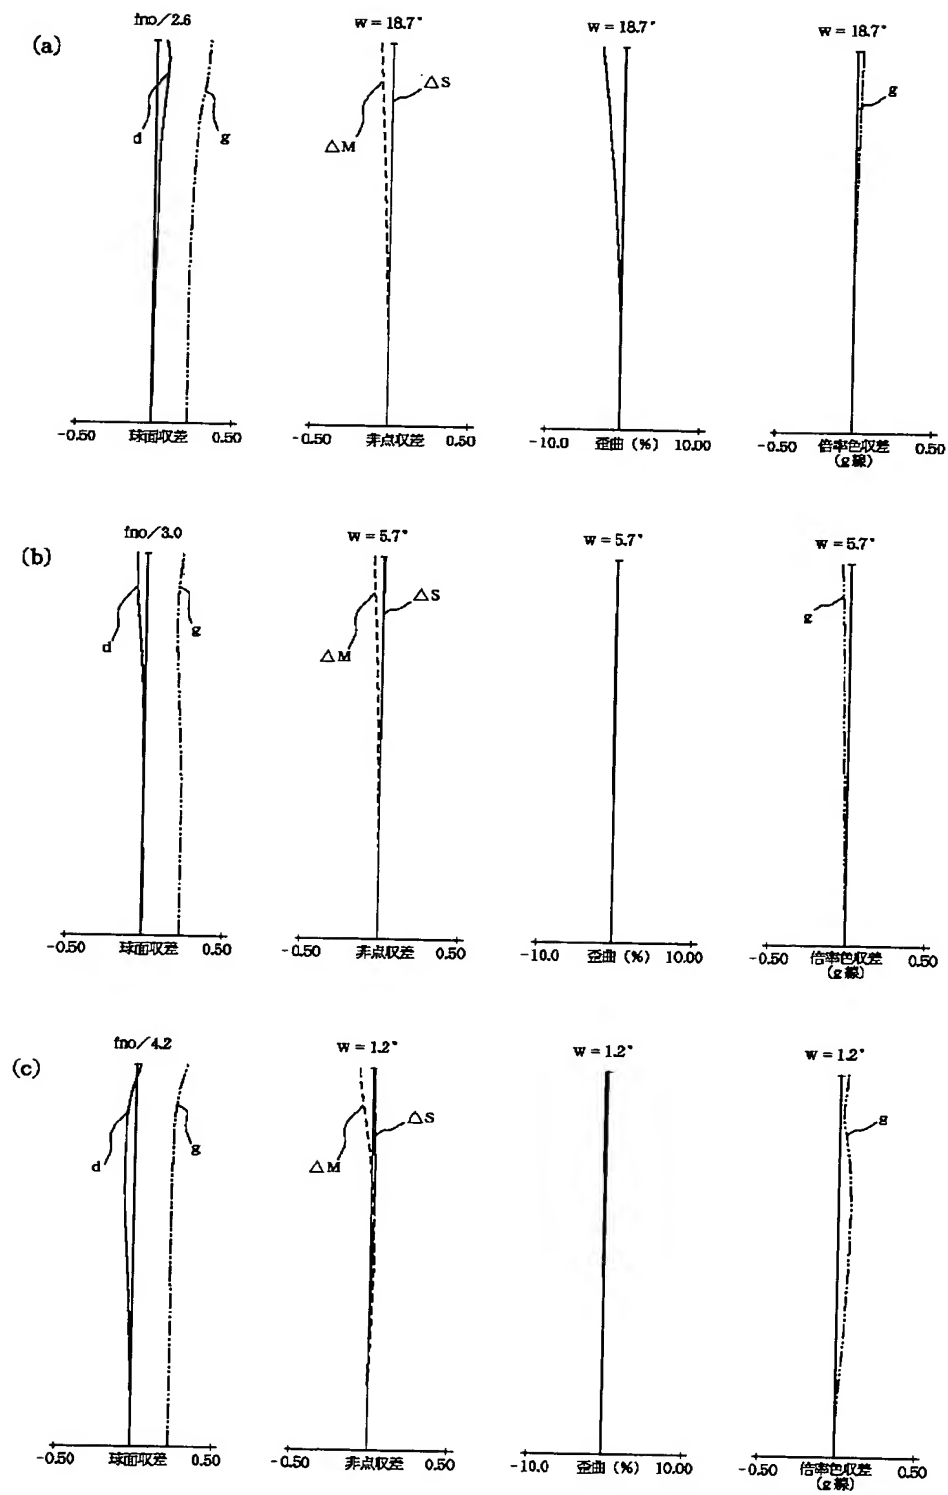 (a)
fno/2.6
w = 18.7°
w = 18.7°
w = 18.7°
d
g
△M
△S
g
-0.50 球面収差 0.50
-0.50 非点収差 0.50
-10.0 歪曲 (%) 10.00
-0.50 倍率色収差 0.50
(g線)
(b)
fno/3.0
w = 5.7°
w = 5.7°
w = 5.7°
d
g
△M
△S
g
-0.50 球面収差 0.50
-0.50 非点収差 0.50
-10.0 歪曲 (%) 10.00
-0.50 倍率色収差 0.50
(g線)
(c)
fno/4.2
w = 1.2°
w = 1.2°
w = 1.2°
d
g
△M
△S
g
-0.50 球面収差 0.50
-0.50 非点収差 0.50
-10.0 歪曲 (%) 10.00
-0.50 倍率色収差 0.50
(g線)